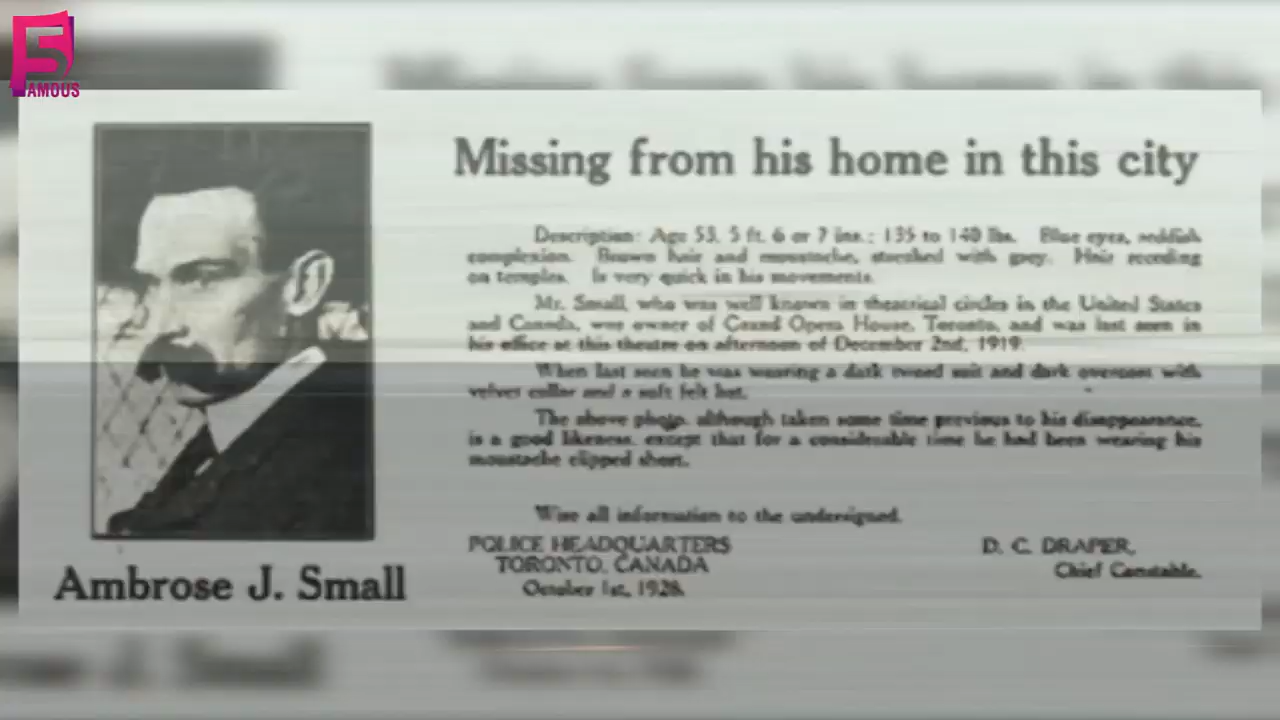 5
FAMOUS
Missing from his home in this city
Description: Age 53, 5 ft. 6 or 7 ins.; 135 to 140 lbs. Blue eyes, reddish
complexion. Brown hair and moustache, streaked with grey. Hair receding
on temples. Is very quick in his movements.
Mr. Small, who was well known in theatrical circles in the United States
and Canada, was owner of Grand Opera House, Toronto, and was last seen in
his office at this theatre on afternoon of December 2nd, 1919.
When last seen he was wearing a dark tweed suit and dark overcoat with
velvet collar and a soft felt hat.
The above photo, although taken some time previous to his disappearance,
is a good likeness, except that for a considerable time he had been wearing his
moustache clipped short.
Wire all information to the undersigned.
POLICE HEADQUARTERS
TORONTO, CANADA
October 1st, 1928.
D. C. DRAPER,
Chief Constable.
Ambrose J. Small